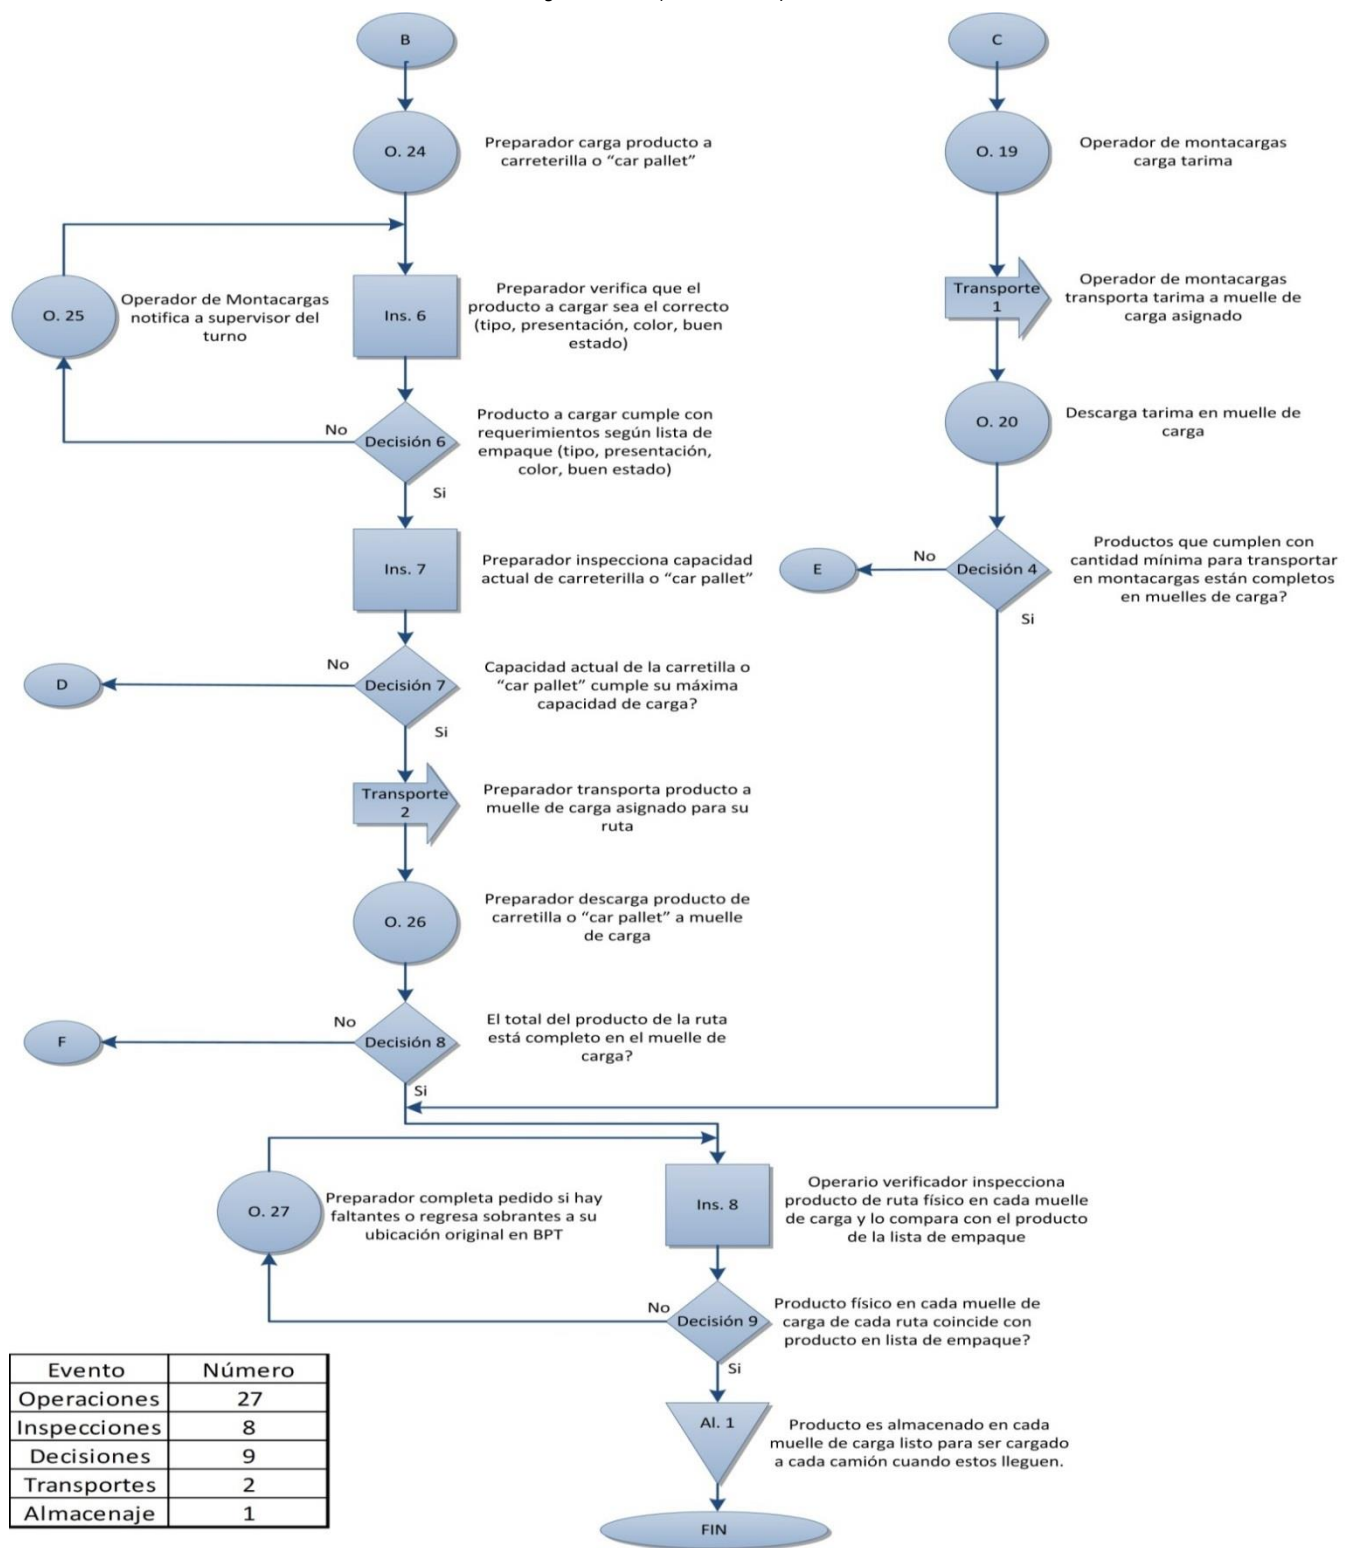 B
O. 24
Preparador carga producto a
carreterilla o “car pallet”
O. 25
Operador de Montacargas
notifica a supervisor del
turno
Ins. 6
Preparador verifica que el
producto a cargar sea el correcto
(tipo, presentación, color, buen
estado)
No
Decisión 6
Producto a cargar cumple con
requerimientos según lista de
empaque (tipo, presentación,
color, buen estado)
Si
Ins. 7
Preparador inspecciona capacidad
actual de carreterilla o “car pallet”
D
No
Decisión 7
Capacidad actual de la carretilla o
“car pallet” cumple su máxima
capacidad de carga?
Si
Transporte
2
Preparador transporta producto a
muelle de carga asignado para su
ruta
O. 26
Preparador descarga producto de
carretilla o “car pallet” a muelle
de carga
F
No
Decisión 8
El total del producto de la ruta
está completo en el muelle de
carga?
Si
C
O. 19
Operador de montacargas
carga tarima
Transporte
1
Operador de montacargas
transporta tarima a muelle de
carga asignado
O. 20
Descarga tarima en muelle de
carga
E
No
Decisión 4
Productos que cumplen con
cantidad mínima para transportar
en montacargas están completos
en muelles de carga?
Si
O. 27
Preparador completa pedido si hay
faltantes o regresa sobrantes a su
ubicación original en BPT
Ins. 8
Operario verificador inspecciona
producto de ruta físico en cada muelle
de carga y lo compara con el producto
de la lista de empaque
No
Decisión 9
Producto físico en cada muelle de
carga de cada ruta coincide con
producto en lista de empaque?
Si
Al. 1
Producto es almacenado en cada
muelle de carga listo para ser cargado
a cada camión cuando estos lleguen.
FIN
Evento Número
Operaciones 27
Inspecciones 8
Decisiones 9
Transportes 2
Almacenaje 1